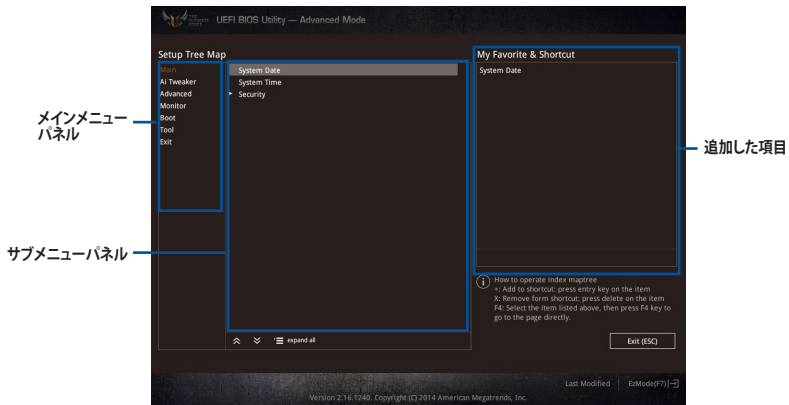 THE
ULTIMATE
FORCE
UEFI BIOS Utility — Advanced Mode
Setup Tree Map
Main
Ai Tweaker
Advanced
Monitor
Boot
Tool
Exit
System Date
System Time
Security
expand all
My Favorite & Shortcut
System Date
How to operate index maptree
+: Add to shortcut: press entry key on the item
X: Remove form shortcut: press delete on the item
F4: Select the item listed above, then press F4 key to
go to the page directly.
Exit (ESC)
Last Modified
EzMode(F7)
Version 2.16.1240. Copyright (C) 2014 American Megatrends, Inc.
メインメニュー
パネル
サブメニューパネル
追加した項目